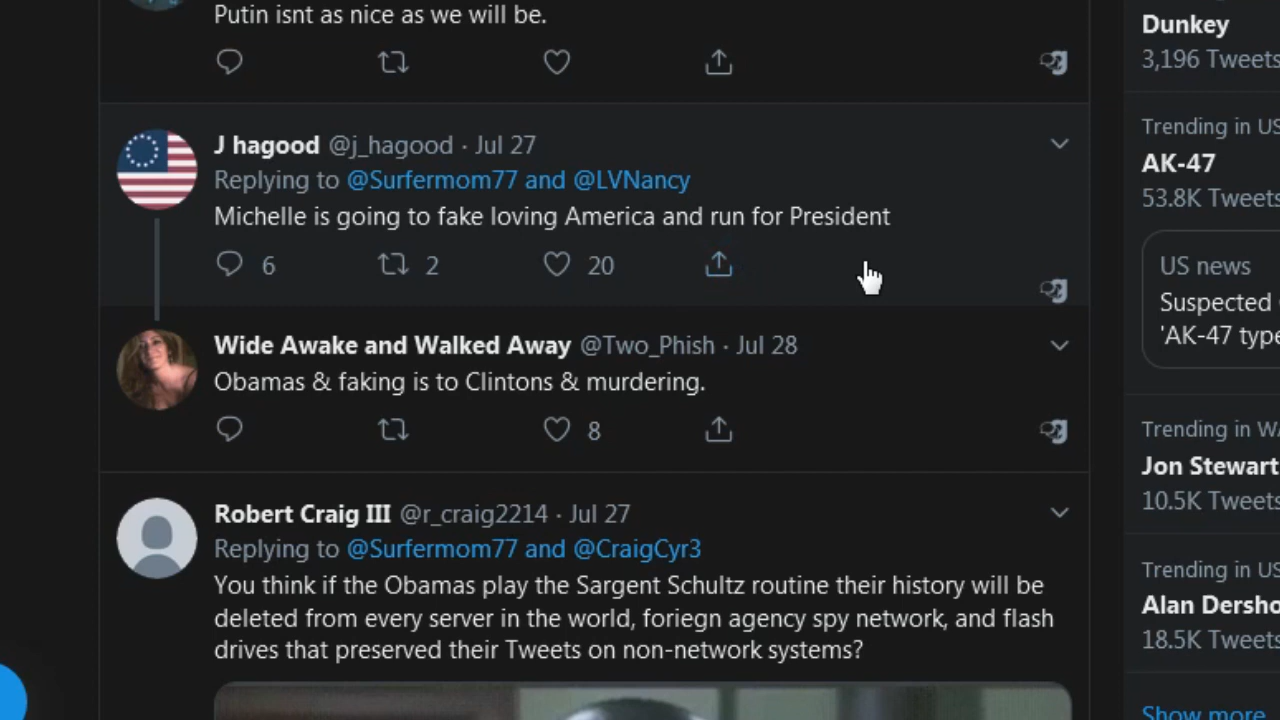 Putin isnt as nice as we will be.
J hagood @j_hagood · Jul 27
Replying to @Surfermom77 and @LVNancy
Michelle is going to fake loving America and run for President
6 2 20
Wide Awake and Walked Away @Two_Phish · Jul 28
Obamas & faking is to Clintons & murdering.
8
Robert Craig III @r_craig2214 · Jul 27
Replying to @Surfermom77 and @CraigCyr3
You think if the Obamas play the Sargent Schultz routine their history will be
deleted from every server in the world, foriegn agency spy network, and flash
drives that preserved their Tweets on non-network systems?
Dunkey
3,196 Tweets
Trending in US
AK-47
53.8K Tweets
US news
Suspected
'AK-47 type
Trending in
Jon Stewart
10.5K Tweets
Trending in US
Alan Dersho
18.5K Tweets
Show more